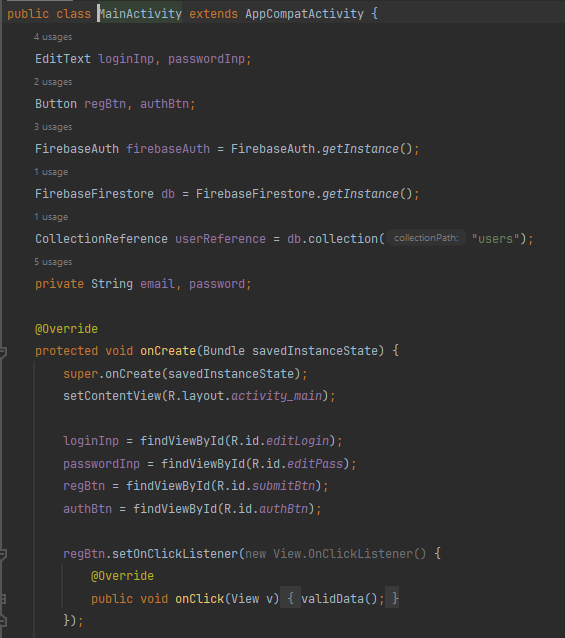 public class MainActivity extends AppCompatActivity {
4 usages
EditText loginInp, passwordInp;
2 usages
Button regBtn, authBtn;
3 usages
FirebaseAuth firebaseAuth = FirebaseAuth.getInstance();
1 usage
FirebaseFirestore db = FirebaseFirestore.getInstance();
1 usage
CollectionReference userReference = db.collection( collectionPath: "users");
5 usages
private String email, password;
@Override
protected void onCreate(Bundle savedInstanceState) {
super.onCreate(savedInstanceState);
setContentView(R.layout.activity_main);
loginInp = findViewById(R.id.editLogin);
passwordInp = findViewById(R.id.editPass);
regBtn = findViewById(R.id.submitBtn);
authBtn = findViewById(R.id.authBtn);
regBtn.setOnClickListener(new View.OnClickListener() {
@Override
public void onClick(View v) { validData(); }
});